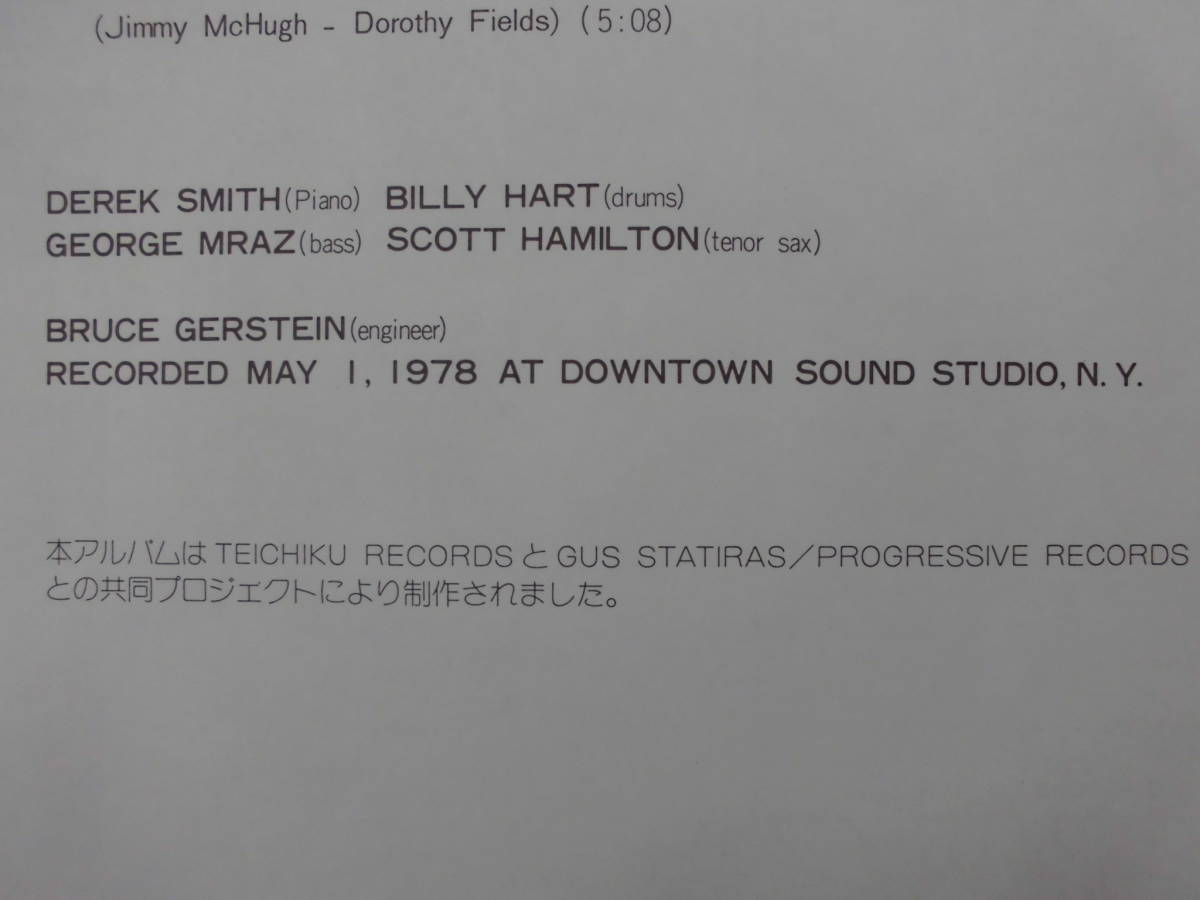 (Jimmy McHugh - Dorothy Fields) (5:08)
DEREK SMITH(Piano) BILLY HART(drums)
GEORGE MRAZ(bass) SCOTT HAMILTON(tenor sax)
BRUCE GERSTEIN(engineer)
RECORDED MAY 1, 1978 AT DOWNTOWN SOUND STUDIO, N. Y.
本アルバムはTEICHIKU RECORDSとGUS STATIRAS／PROGRESSIVE RECORDS
との共同プロジェクトにより制作されました。